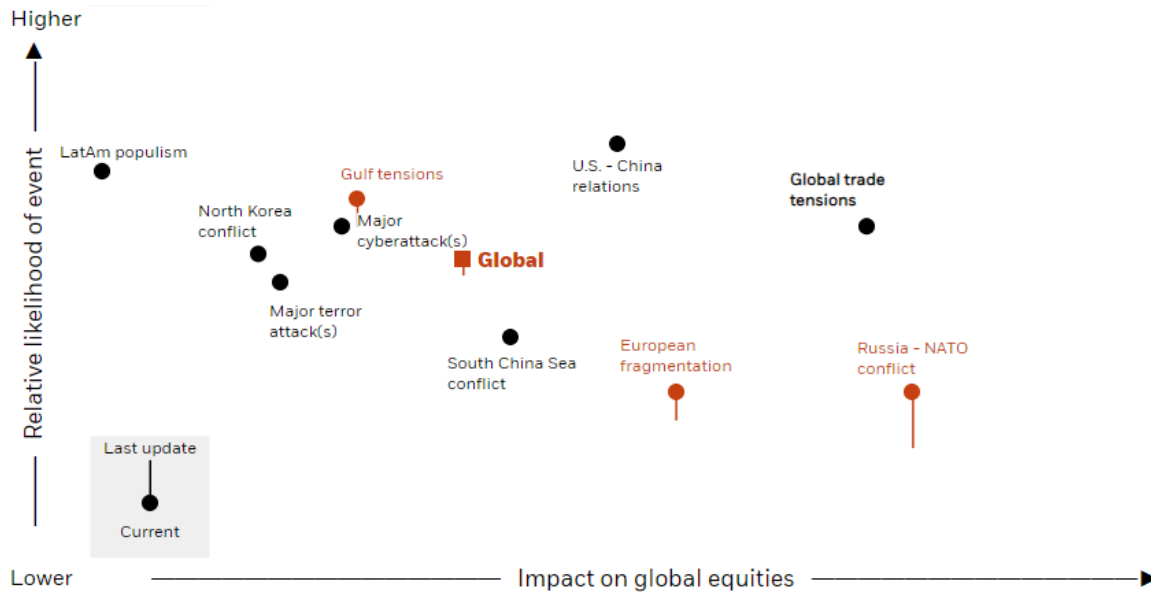 Higher
Relative likelihood of event
LatAm populism
Gulf tensions
U.S. - China
relations
Global trade
tensions
North Korea
conflict
Major
cyberattack(s)
Global
Major terror
attack(s)
South China Sea
conflict
European
fragmentation
Russia - NATO
conflict
Last update
Current
Lower
Impact on global equities